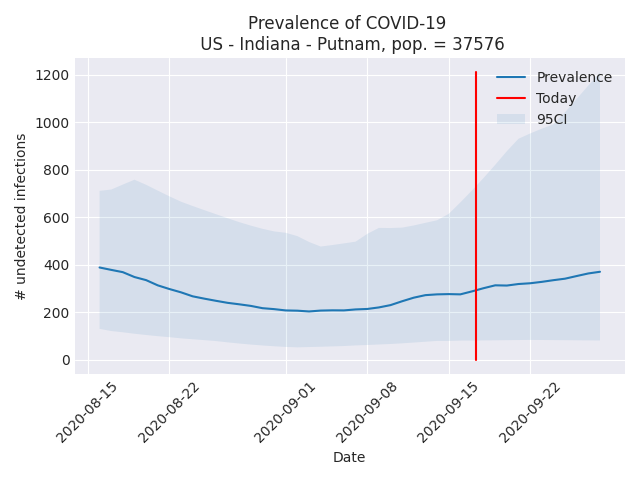 Prevalence of COVID-19
US - Indiana - Putnam, pop. = 37576
Prevalence
Today
95CI
# undetected infections
1200
1000
800
600
400
200
0
2020-08-15
2020-08-22
2020-09-01
2020-09-08
2020-09-15
2020-09-22
Date